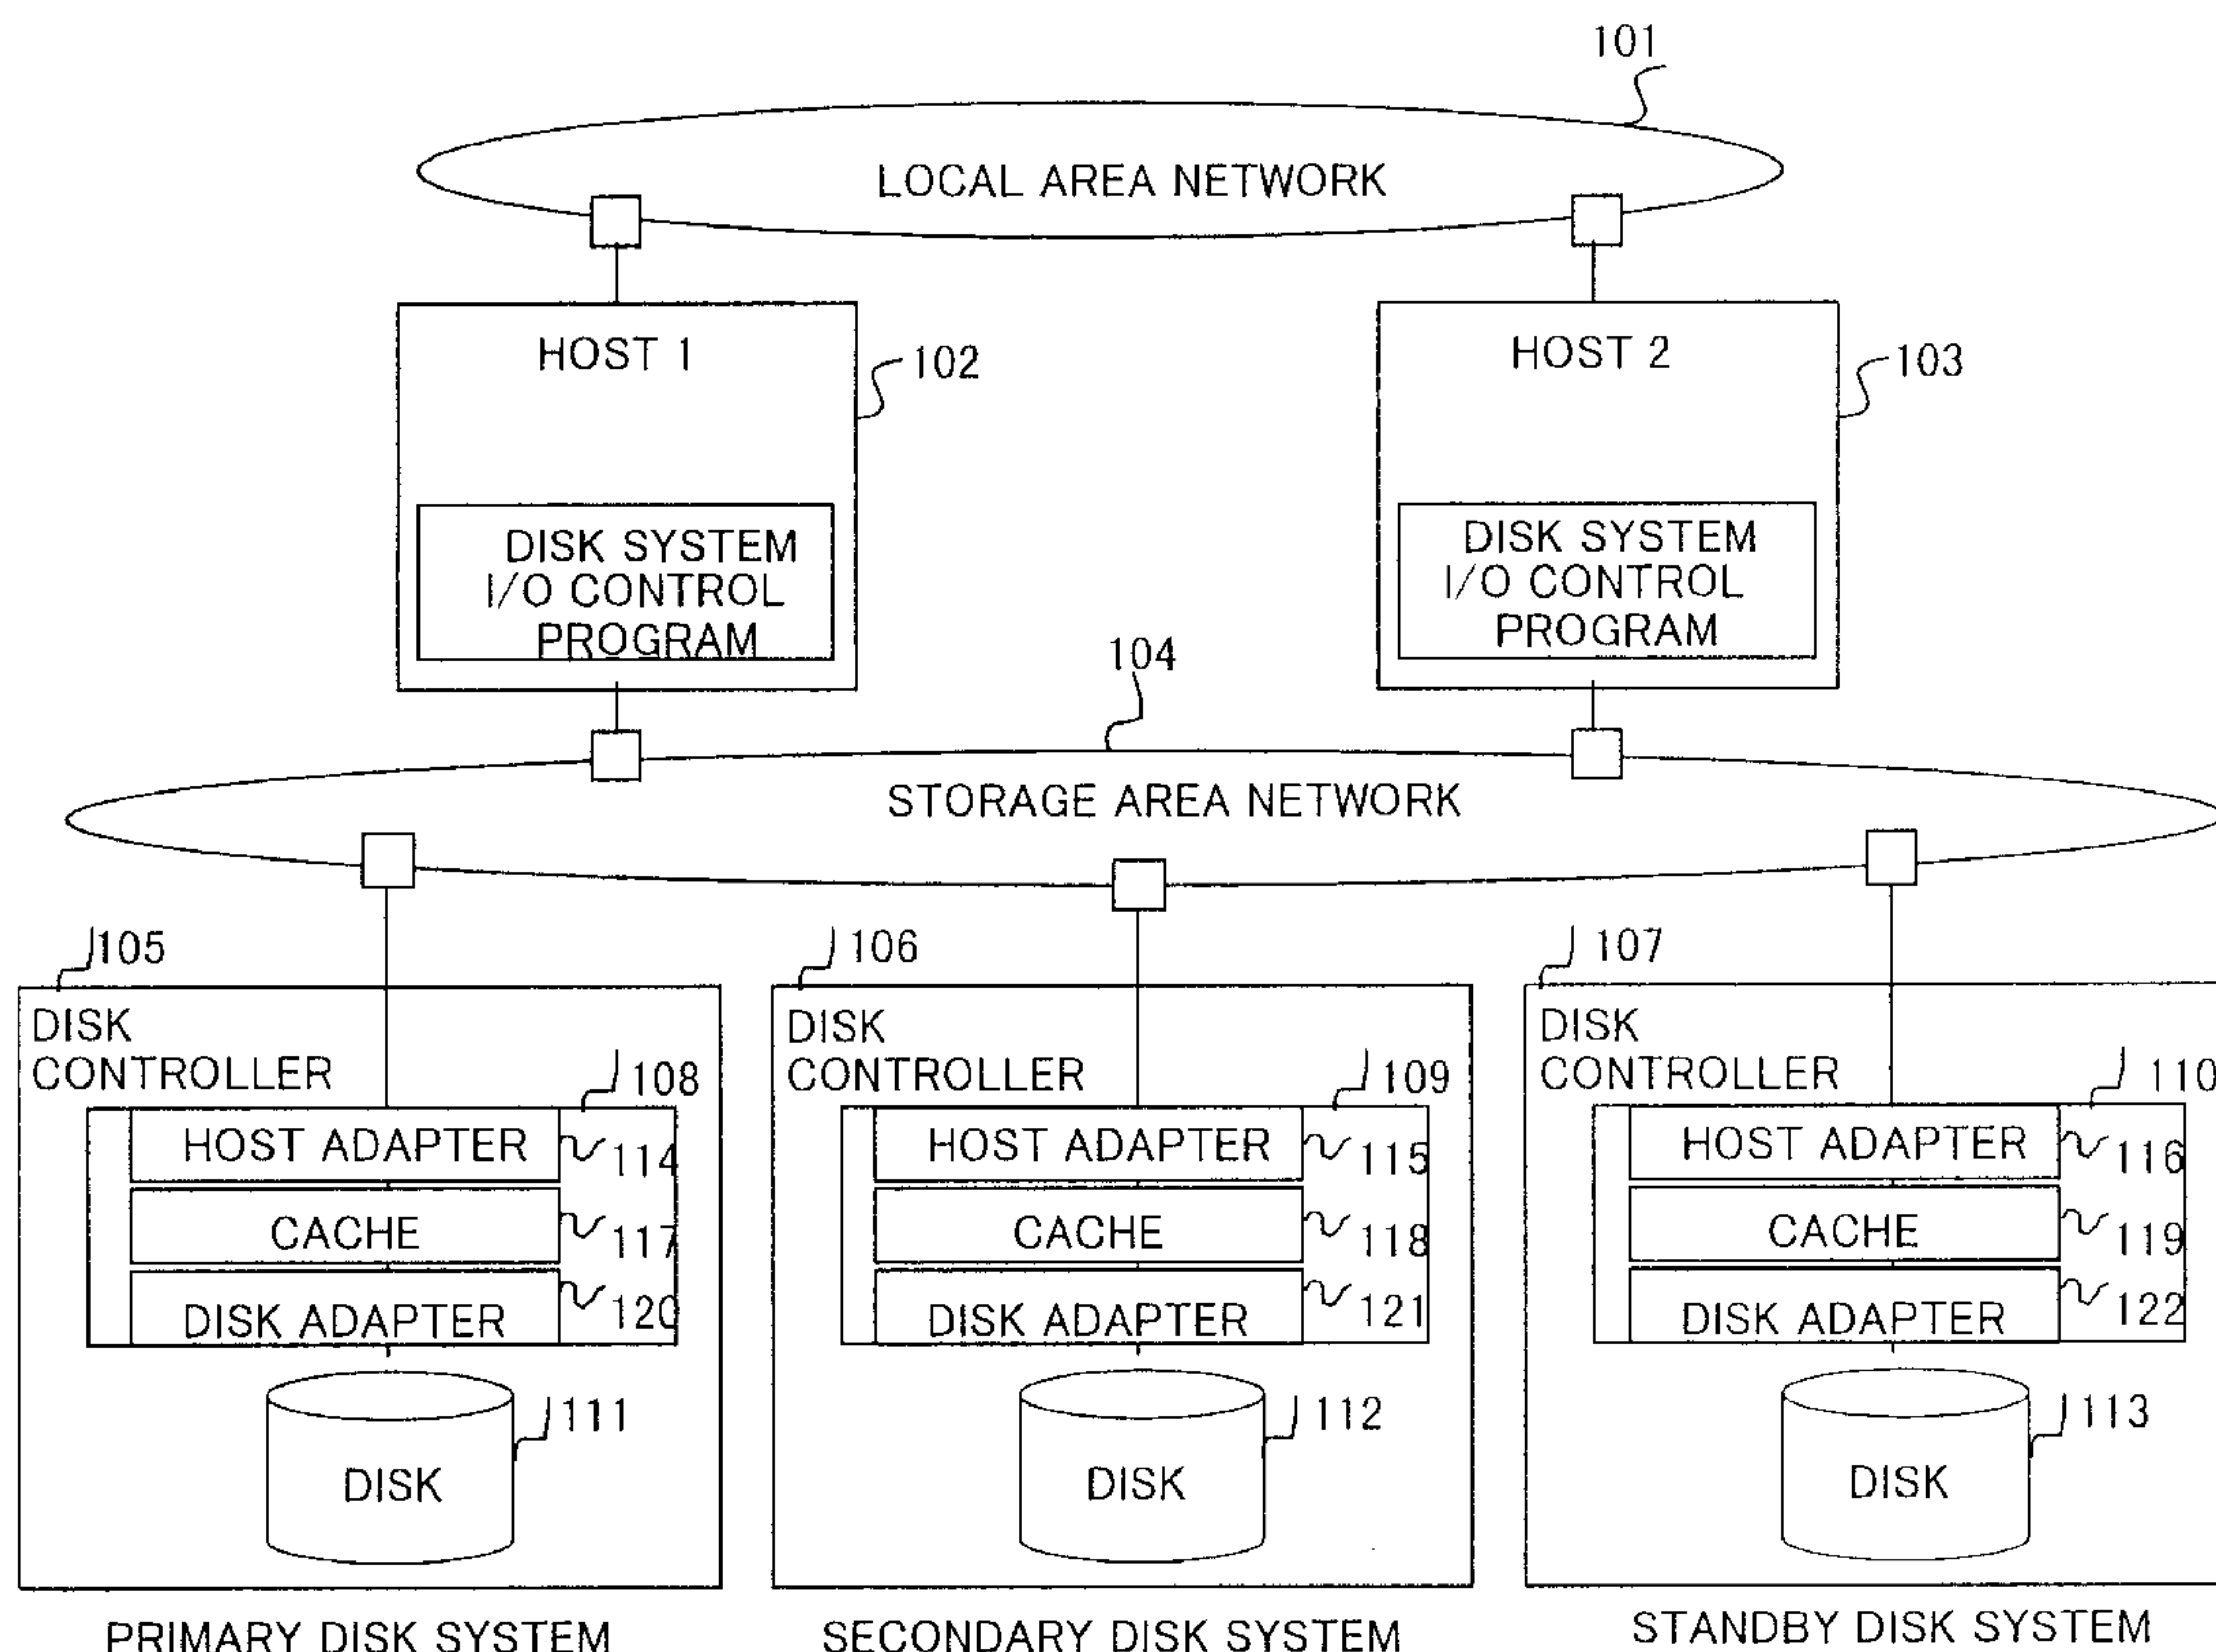 101
LOCAL AREA NETWORK
HOST 1
102
HOST 2
103
DISK SYSTEM
I/O CONTROL
PROGRAM
DISK SYSTEM
I/O CONTROL
PROGRAM
104
STORAGE AREA NETWORK
105
106
107
DISK
CONTROLLER
108
HOST ADAPTER
114
CACHE
117
DISK ADAPTER
120
DISK
111
DISK
CONTROLLER
109
HOST ADAPTER
115
CACHE
118
DISK ADAPTER
121
DISK
112
DISK
CONTROLLER
110
HOST ADAPTER
116
CACHE
119
DISK ADAPTER
122
DISK
113
PRIMARY DISK SYSTEM
SECONDARY DISK SYSTEM
STANDBY DISK SYSTEM